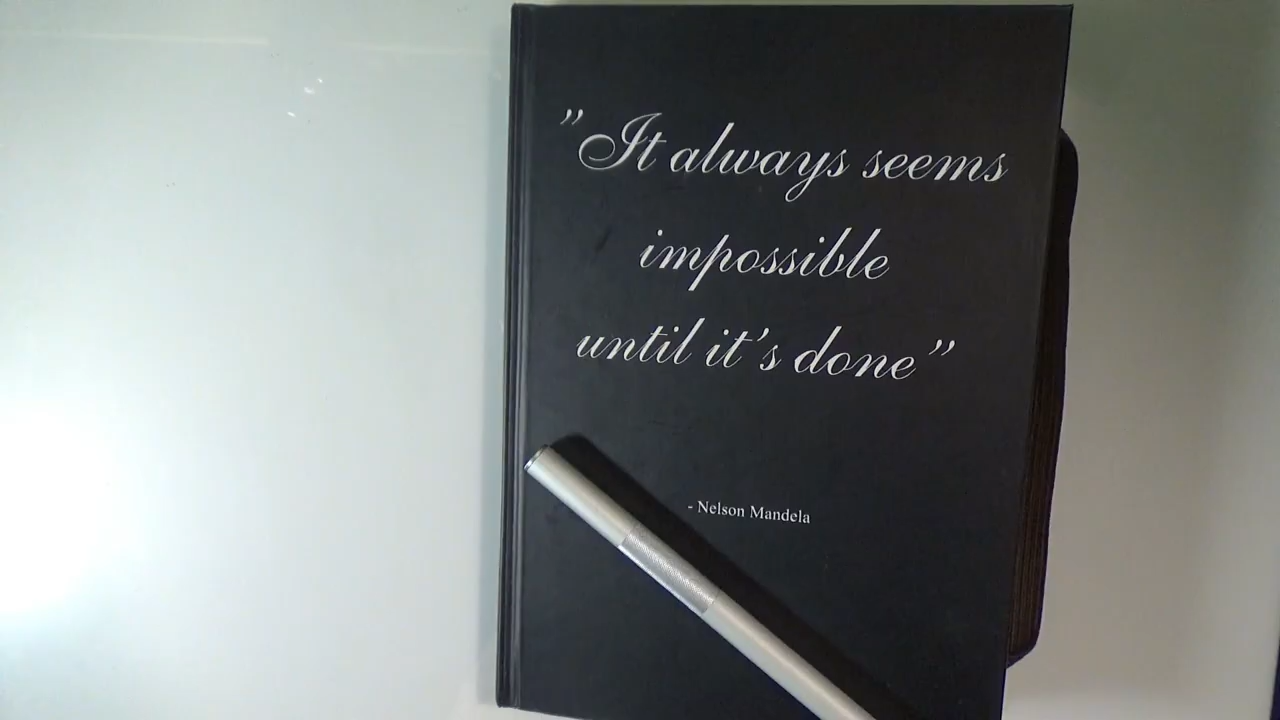 ”It always seems
impossible
until it’s done”
- Nelson Mandela